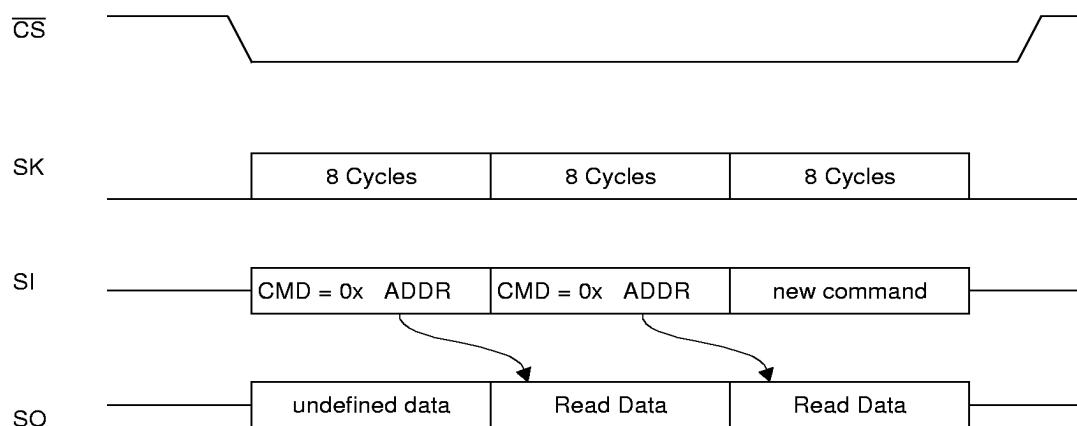 CS
SK
8 Cycles 8 Cycles 8 Cycles
SI
CMD = 0x ADDR CMD = 0x ADDR new command
SO
undefined data Read Data Read Data